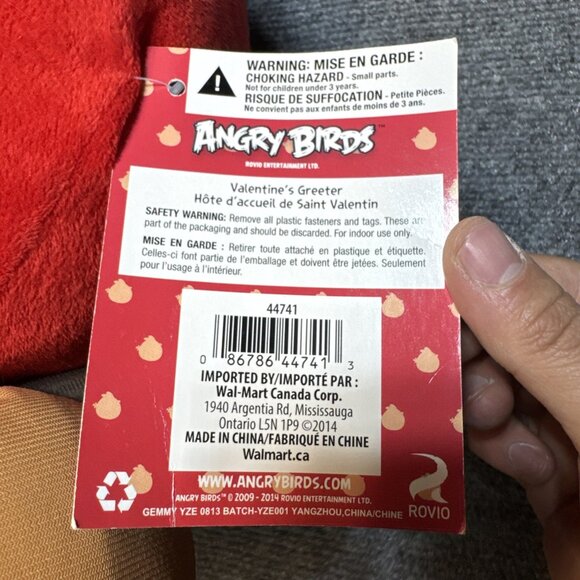 WARNING: MISE EN GARDE :
CHOKING HAZARD - Small parts.
Not for children under 3 years.
RISQUE DE SUFFOCATION - Petite Pièces.
Ne convient pas aux enfants de moins de 3 ans.
ANGRY BIRDS™
ROVIO ENTERTAINMENT LTD.
Valentine's Greeter
Hôte d'accueil de Saint Valentin
SAFETY WARNING: Remove all plastic fasteners and tags. These are
part of the packaging and should be discarded. For indoor use only.
MISE EN GARDE : Retirer toute attaché en plastique et étiquette.
Celles-ci font partie de l'emballage et doivent être jetées. Seulement
pour l'usage à l'intérieur.
44741
0 86786 44741 3
IMPORTED BY/IMPORTÉ PAR :
Wal-Mart Canada Corp.
1940 Argentia Rd, Mississauga
Ontario L5N 1P9 ©2014
MADE IN CHINA/FABRIQUÉ EN CHINE
Walmart.ca
WWW.ANGRYBIRDS.COM
ANGRY BIRDS™ © 2009 - 2014 ROVIO ENTERTAINMENT LTD.
GEMMY YZE 0813 BATCH-YZE001 YANGZHOU,CHINA/CHINE
ROVIO